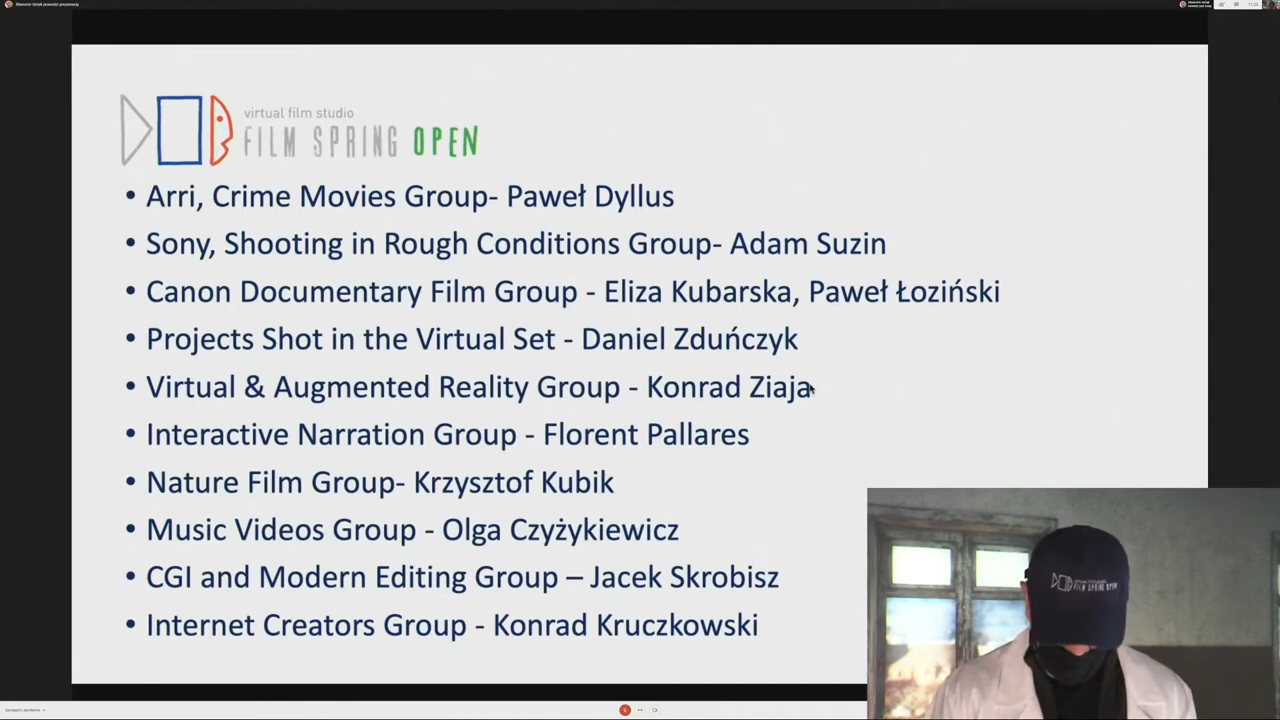 virtual film studio
FILM SPRING OPEN
• Arri, Crime Movies Group- Paweł Dyllus
• Sony, Shooting in Rough Conditions Group- Adam Suzin
• Canon Documentary Film Group - Eliza Kubarska, Paweł Łoziński
• Projects Shot in the Virtual Set - Daniel Zduńczyk
• Virtual & Augmented Reality Group - Konrad Ziaja
• Interactive Narration Group - Florent Pallares
• Nature Film Group- Krzysztof Kubik
• Music Videos Group - Olga Czyżykiewicz
• CGI and Modern Editing Group – Jacek Skrobisz
• Internet Creators Group - Konrad Kruczkowski
FILM SPRING OPEN